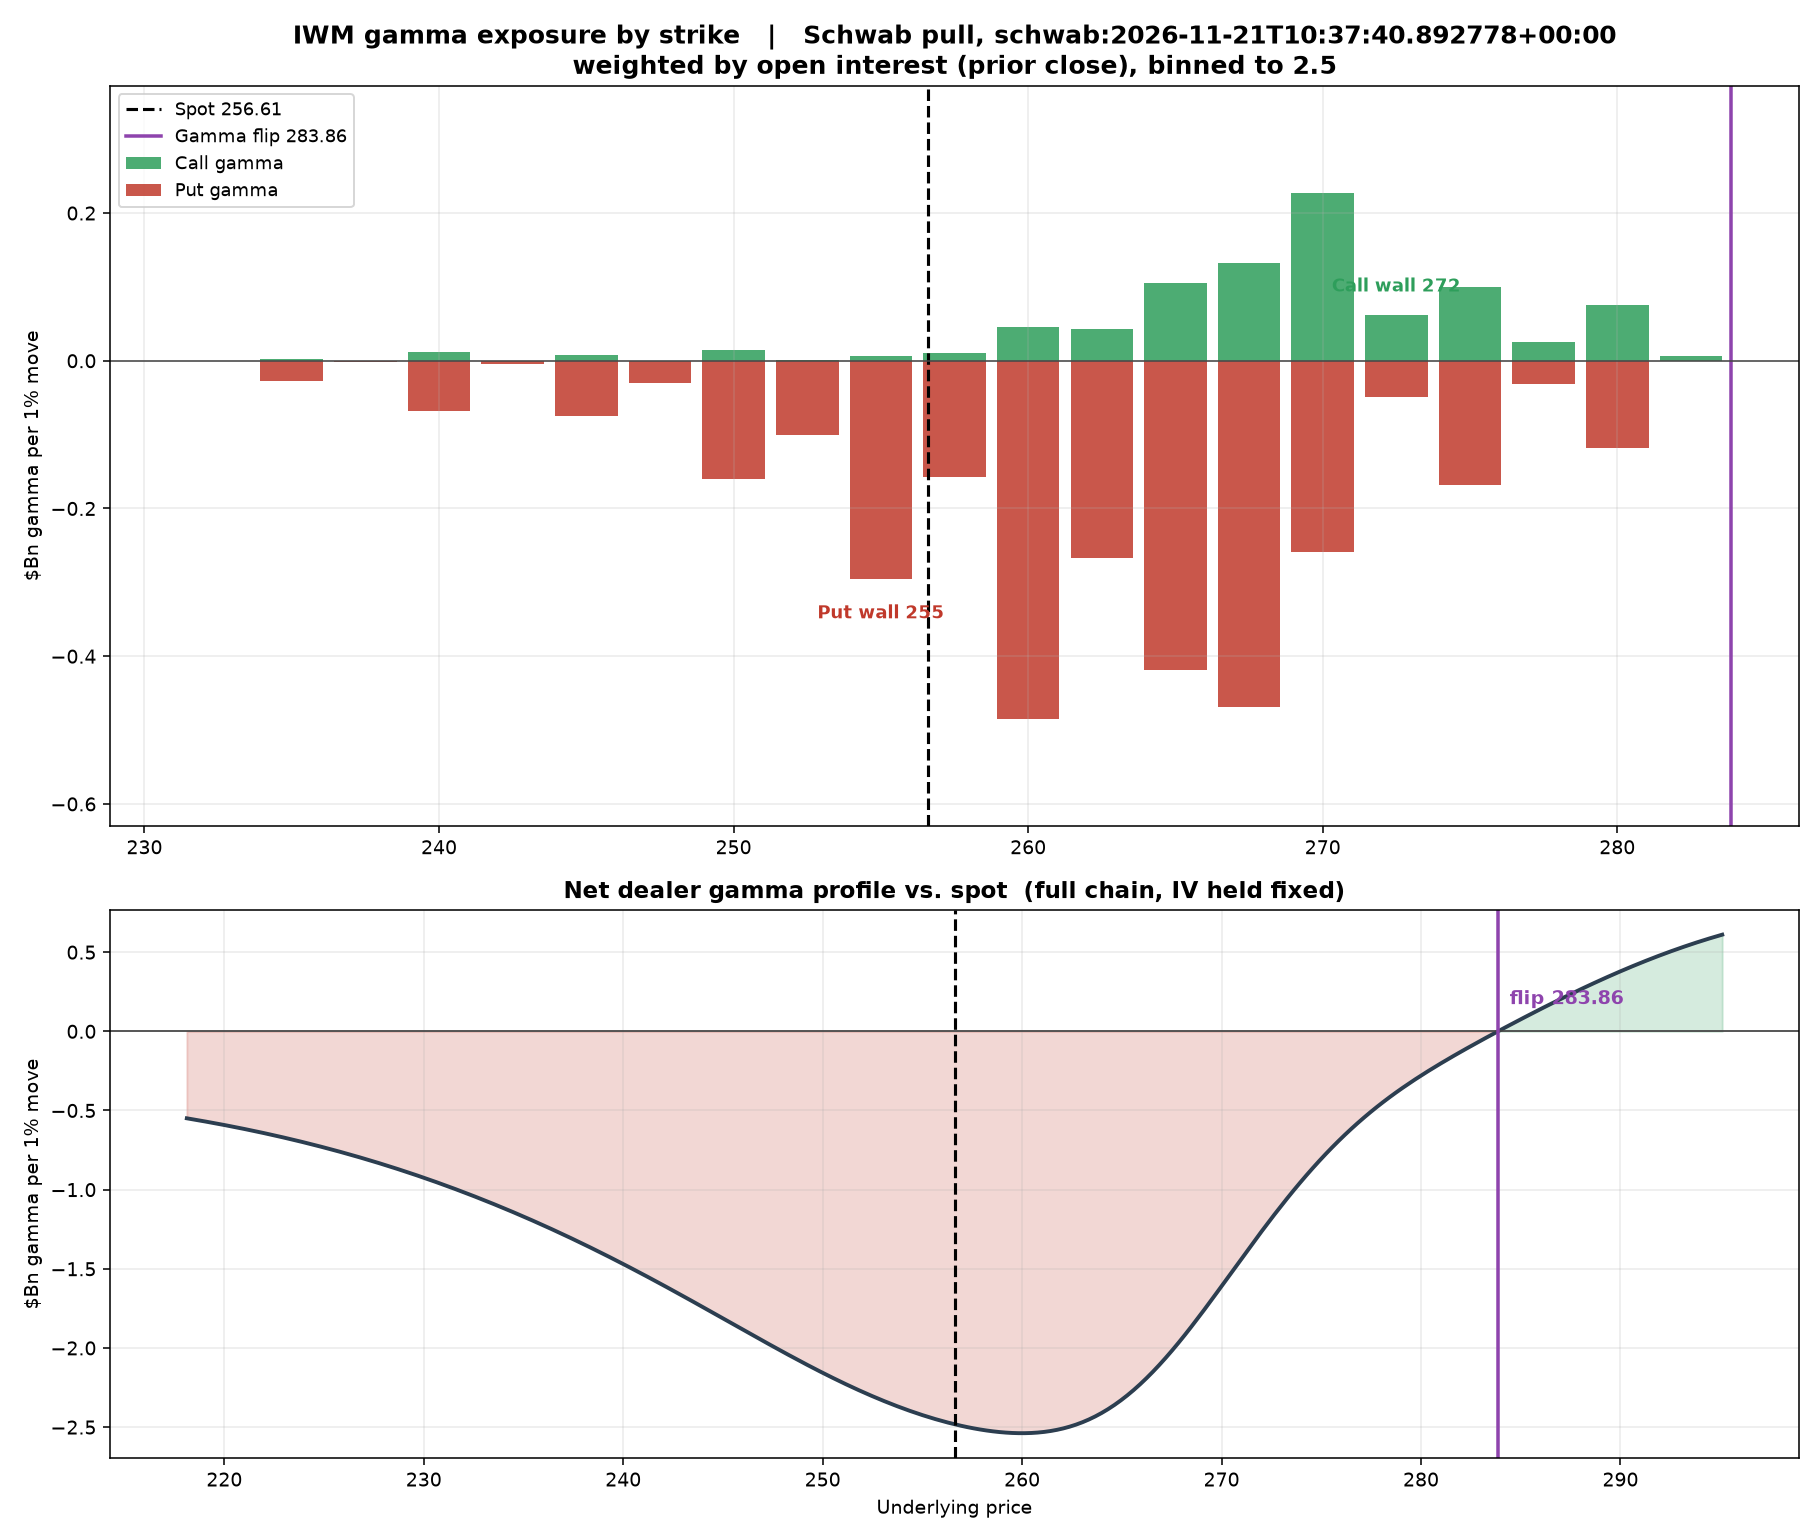 IWM gamma exposure by strike | Schwab pull, schwab:2026-11-21T10:37:40.892778+00:00
weighted by open interest (prior close), binned to 2.5
Spot 256.61
Gamma flip 283.86
Call gamma
Put gamma
$Bn gamma per 1% move
0.2
0.0
−0.2
−0.4
−0.6
Call wall 272
Put wall 255
230 240 250 260 270 280
Net dealer gamma profile vs. spot (full chain, IV held fixed)
$Bn gamma per 1% move
0.5
0.0
−0.5
−1.0
−1.5
−2.0
−2.5
flip 283.86
220 230 240 250 260 270 280 290
Underlying price